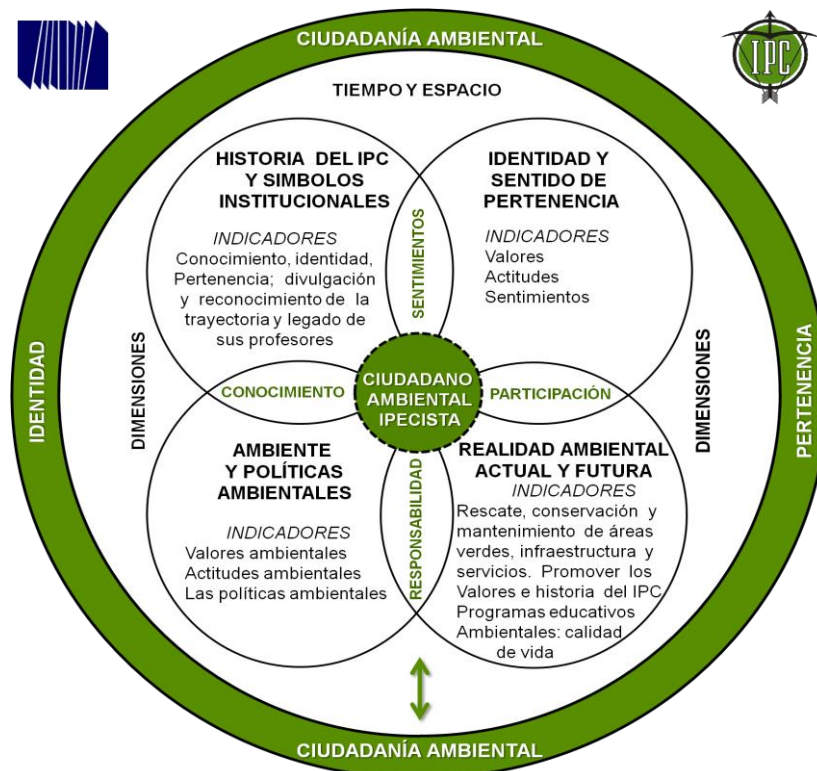 CIUDADANÍA AMBIENTAL
IPC
TIEMPO Y ESPACIO
HISTORIA DEL IPC
Y SIMBOLOS
INSTITUCIONALES
INDICADORES
Conocimiento, identidad,
Pertenencia; divulgación
y reconocimiento de la
trayectoria y legado de
sus profesores
SENTIMIENTOS
IDENTIDAD Y
SENTIDO DE
PERTENENCIA
INDICADORES
Valores
Actitudes
Sentimientos
IDENTIDAD
DIMENSIONES
CONOCIMIENTO
CIUDADANO
AMBIENTAL
IPECISTA
PARTICIPACIÓN
DIMENSIONES
PERTENENCIA
AMBIENTE
Y POLÍTICAS
AMBIENTALES
INDICADORES
Valores ambientales
Actitudes ambientales
Las políticas ambientales
RESPONSABILIDAD
REALIDAD AMBIENTAL
ACTUAL Y FUTURA
INDICADORES
Rescate, conservación y
mantenimiento de áreas
verdes, infraestructura y
servicios. Promover los
Valores e historia del IPC
Programas educativos
Ambientales: calidad
de vida
CIUDADANÍA AMBIENTAL